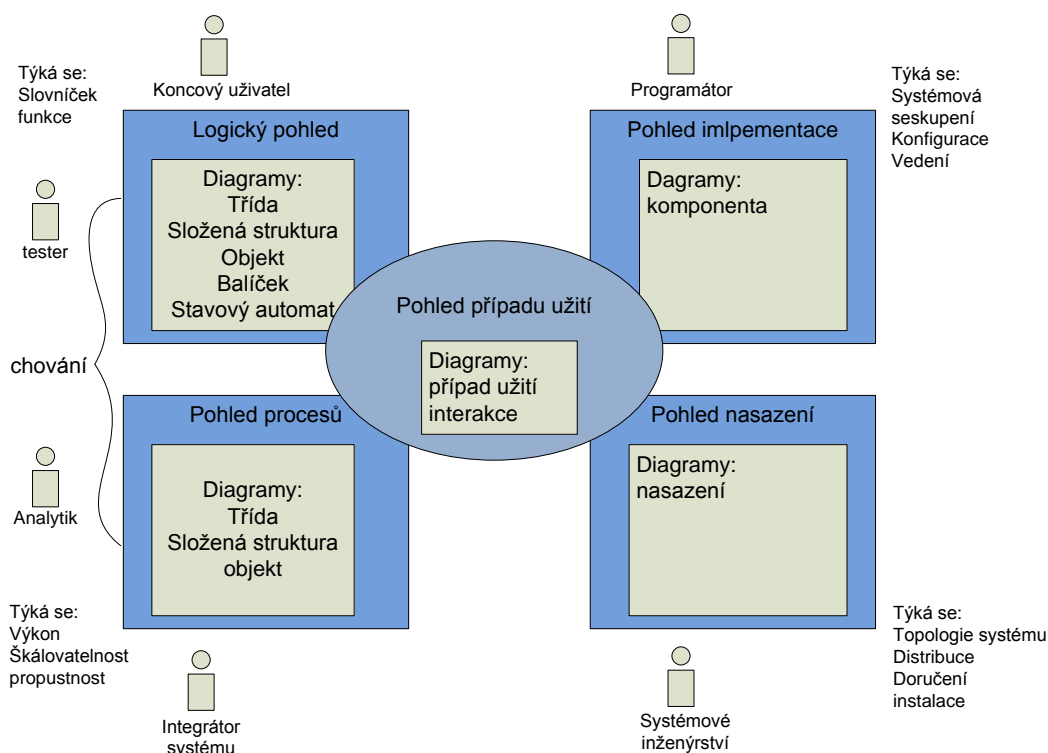 Koncový uživatel
Programátor
Týká se:
Slovníček
funkce
Týká se:
Systémová
seskupení
Konfigurace
Vedení
Logický pohled
Diagramy:
Třída
Složená struktura
Objekt
Balíček
Stavový automat
Pohled imlpementace
Dagramy:
komponenta
tester
chování
Analytik
Pohled případu užití
Diagramy:
případ užití
interakce
Pohled procesů
Diagramy:
Třída
Složená struktura
objekt
Pohled nasazení
Diagramy:
nasazení
Týká se:
Výkon
Škálovatelnost
propustnost
Týká se:
Topologie systému
Distribuce
Doručení
instalace
Integrátor
systému
Systémové
inženýrství